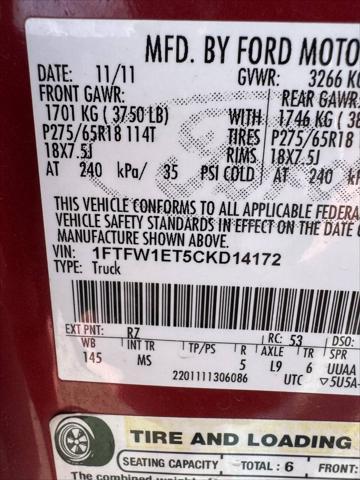 MFD. BY FORD MOTO
DATE: 11/11 GVWR: 3266 KG
FRONT GAWR: REAR GAWR:
1701 KG (3750 LB) WITH 1746 KG (38
P275/65R18 114T TIRES P275/65R18
18X7.5J RIMS 18X7.5J
AT 240 kPa/ 35 PSI COLD AT 240
THIS VEHICLE CONFORMS TO ALL APPLICABLE FEDERA
VEHICLE SAFETY STANDARDS IN EFFECT ON THE DATE O
MANUFACTURE SHOWN ABOVE.
VIN: 1FTFW1ET5CKD14172
TYPE: Truck
EXT PNT: RZ RC: 53 DSO:
WB INT TR TP/PS R AXLE TR SPR
145 MS 5 L9 6 UUAA
2201111306086 UTC ▽5U5A-
TIRE AND LOADING
SEATING CAPACITY TOTAL : 6 FRONT